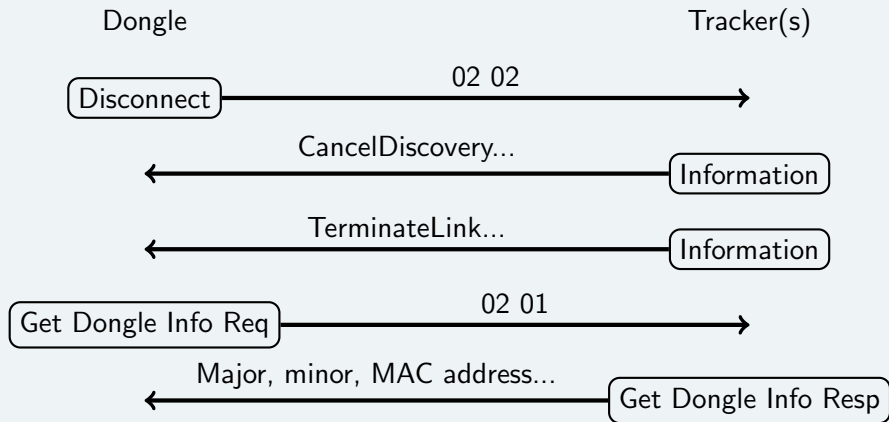 Dongle Tracker(s)
02 02
Disconnect
CancelDiscovery...
Information
TerminateLink...
Information
02 01
Get Dongle Info Req
Major, minor, MAC address...
Get Dongle Info Resp